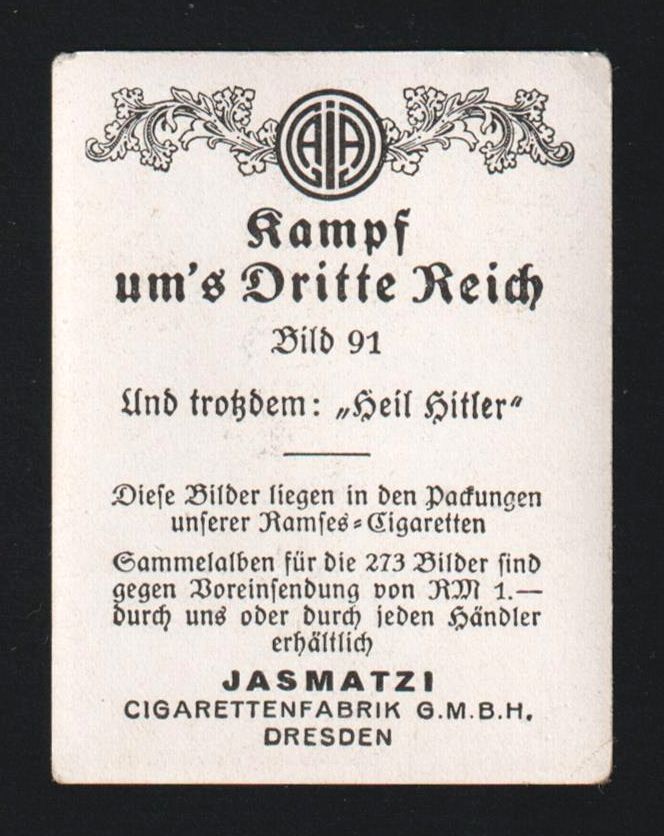 AIA
Kampf
um's Dritte Reich
Bild 91
Und trotzdem: „Heil Hitler“
Diese Bilder liegen in den Packungen
unserer Ramses-Cigaretten
Sammelalben für die 273 Bilder sind
gegen Voreinsendung von RM 1.—
durch uns oder durch jeden Händler
erhältlich
JASMATZI
CIGARETTENFABRIK G.M.B.H.
DRESDEN